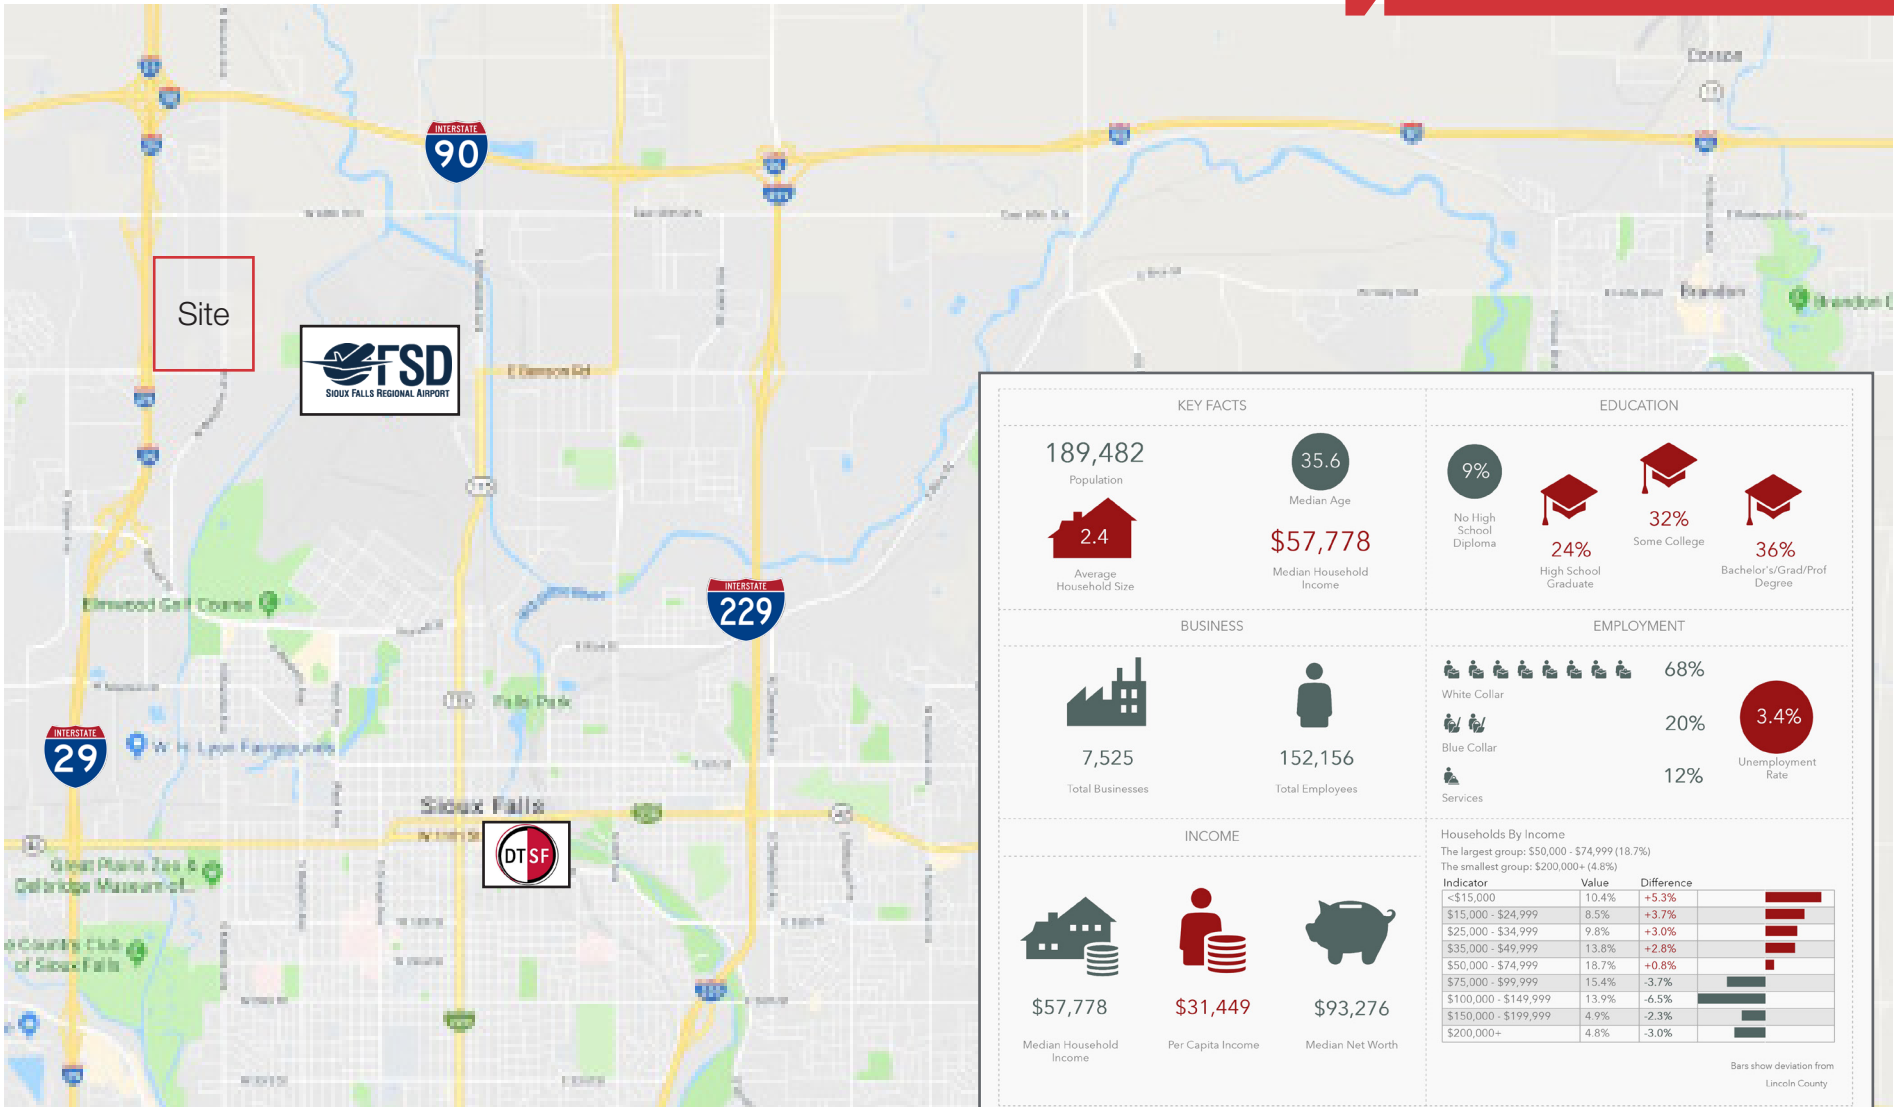 INTERSTATE
90
Site
FSD
SIOUX FALLS REGIONAL AIRPORT
E Benson Rd
Brandon
Elmwood Golf Course
INTERSTATE
229
Falls Park
INTERSTATE
29
W. H. Lyon Fairgrounds
Sioux Falls
DTSF
Great Plains Zoo &
Delbridge Museum of...
Country Club
of Sioux Falls
KEY FACTS
189,482
Population
35.6
Median Age
2.4
Average
Household Size
$57,778
Median Household
Income
EDUCATION
9%
No High
School
Diploma
24%
High School
Graduate
32%
Some College
36%
Bachelor's/Grad/Prof
Degree
BUSINESS
7,525
Total Businesses
152,156
Total Employees
EMPLOYMENT
68%
White Collar
20%
Blue Collar
12%
Services
3.4%
Unemployment
Rate
INCOME
$57,778
Median Household
Income
$31,449
Per Capita Income
$93,276
Median Net Worth
Households By Income
The largest group: $50,000 - $74,999 (18.7%)
The smallest group: $200,000+ (4.8%)
Indicator Value Difference
<$15,000 10.4% +5.3%
$15,000 - $24,999 8.5% +3.7%
$25,000 - $34,999 9.8% +3.0%
$35,000 - $49,999 13.8% +2.8%
$50,000 - $74,999 18.7% +0.8%
$75,000 - $99,999 15.4% -3.7%
$100,000 - $149,999 13.9% -6.5%
$150,000 - $199,999 4.9% -2.3%
$200,000+ 4.8% -3.0%
Bars show deviation from
Lincoln County